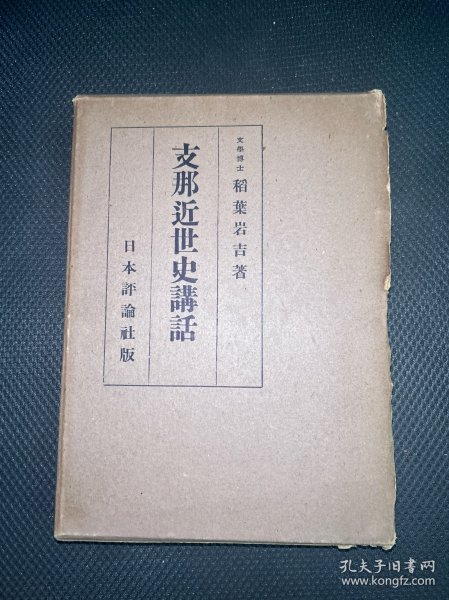 文學博士 稻葉岩吉著
支那近世史講話
日本評論社版
孔夫子旧书网
www.kongfz.com